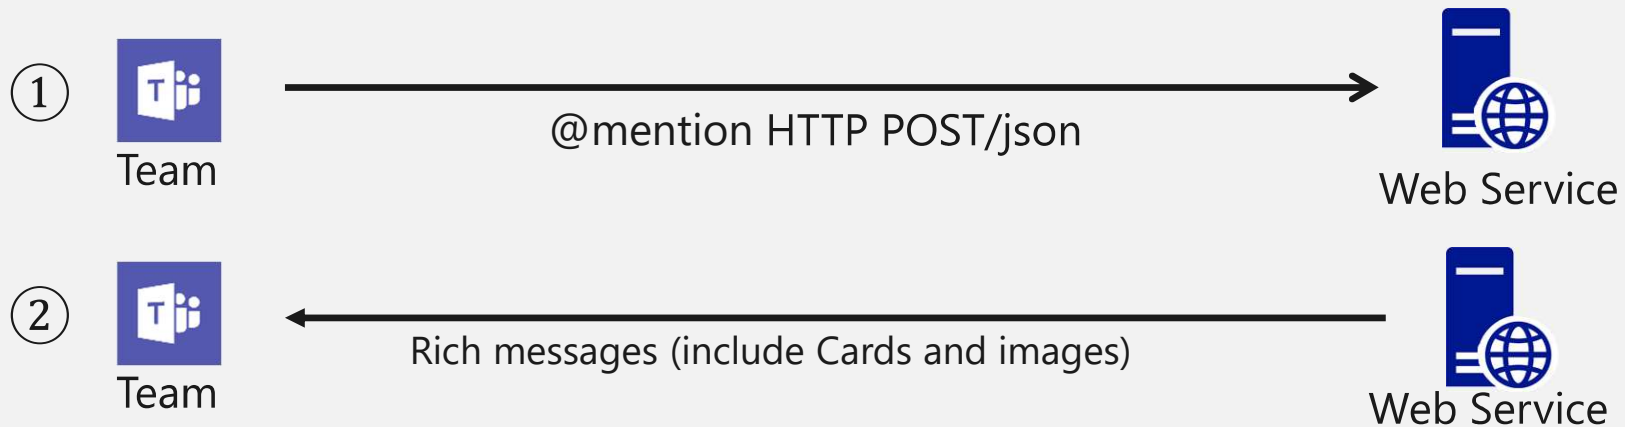 ①
T
Team
@mention HTTP POST/json
Web Service
②
T
Team
Rich messages (include Cards and images)
Web Service